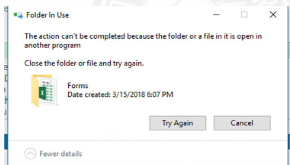 Folder In Use
The action can't be completed because the folder or a file in it is open in
another program
Close the folder or file and try again.
Forms
Date created: 3/15/2018 6:07 PM
Try Again Cancel
Fewer details